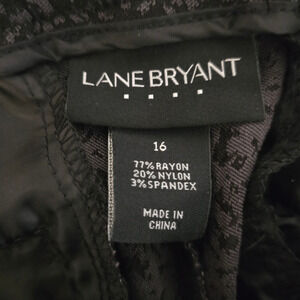 LANE BRYANT
16
77% RAYON
20% NYLON
3% SPANDEX
MADE IN
CHINA